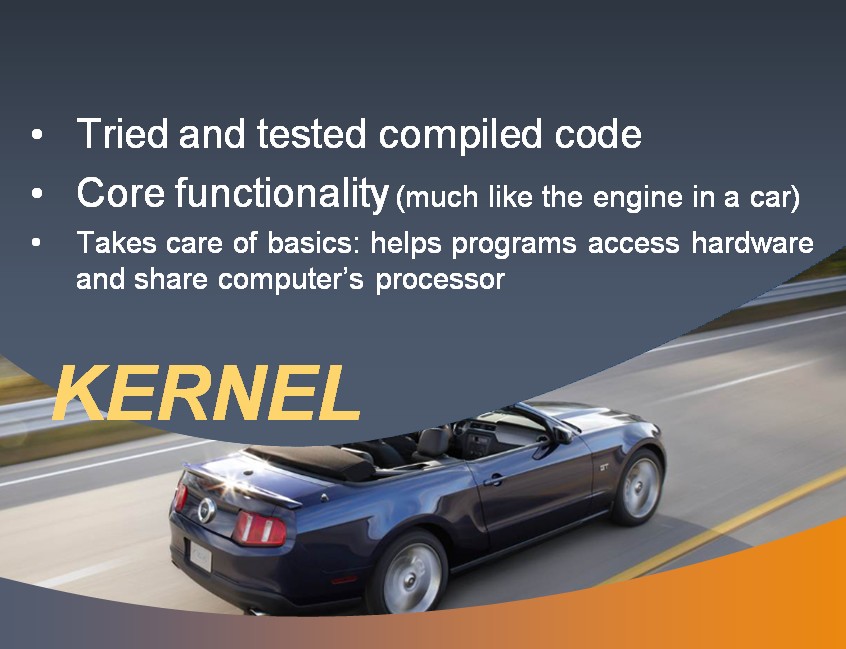 • Tried and tested compiled code
• Core functionality (much like the engine in a car)
• Takes care of basics: helps programs access hardware
and share computer’s processor
KERNEL
GT